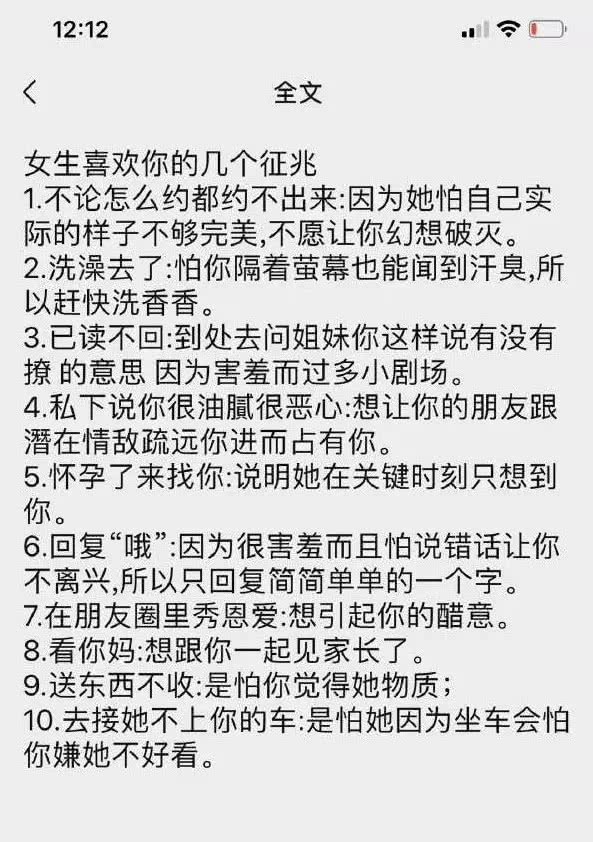 12:12
全文
女生喜欢你的几个征兆
1.不论怎么约都约不出来:因为她怕自己实
际的样子不够完美,不愿让你幻想破灭。
2.洗澡去了:怕你隔着萤幕也能闻到汗臭,所
以赶快洗香香。
3.已读不回:到处去问姐妹你这样说有没有
撩 的意思 因为害羞而过多小剧场。
4.私下说你很油膩很恶心:想让你的朋友跟
潛在情敌疏远你进而占有你。
5.怀孕了来找你:说明她在关键时刻只想到
你。
6.回复“哦”:因为很害羞而且怕说错话让你
不离兴,所以只回复简简单单的一个字。
7.在朋友圈里秀恩爱:想引起你的醋意。
8.看你妈:想跟你一起见家长了。
9.送东西不收:是怕你觉得她物质；
10.去接她不上你的车:是怕她因为坐车会怕
你嫌她不好看。